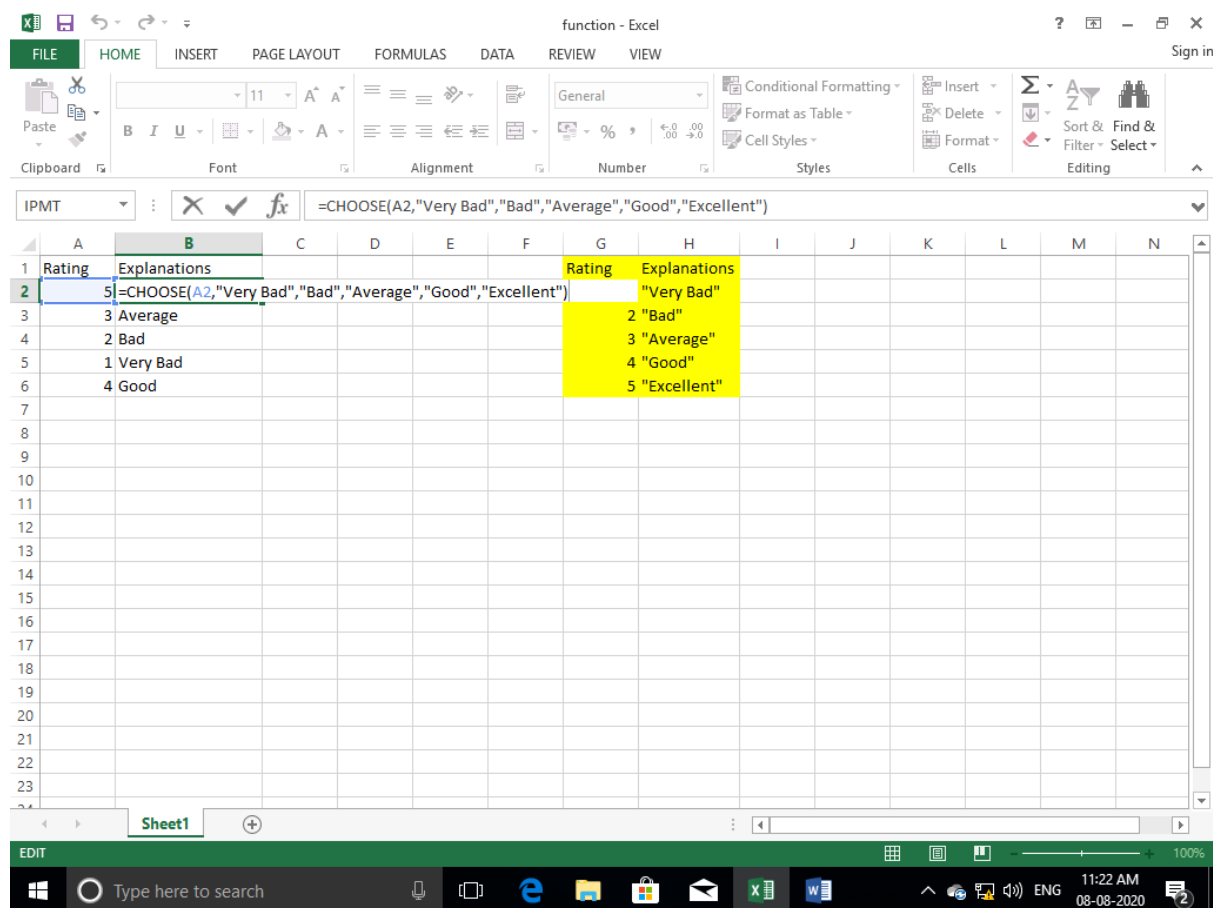 function - Excel
?
FILE HOME INSERT PAGE LAYOUT FORMULAS DATA REVIEW VIEW Sign in
Paste
Clipboard
11 A A
B I U A
Font
Alignment
General
% , .0 .00 .00 .0
Number
Conditional Formatting
Format as Table
Cell Styles
Styles
Insert
Delete
Format
Cells
Σ
A Z
Sort & Filter
Find & Select
Editing
IPMT fx =CHOOSE(A2,"Very Bad","Bad","Average","Good","Excellent")
A B C D E F G H I J K L M N
1 Rating Explanations Rating Explanations
2 5 =CHOOSE(A2,"Very Bad","Bad","Average","Good","Excellent") "Very Bad"
3 3 Average 2 "Bad"
4 2 Bad 3 "Average"
5 1 Very Bad 4 "Good"
6 4 Good 5 "Excellent"
7
8
9
10
11
12
13
14
15
16
17
18
19
20
21
22
23
Sheet1
EDIT 100%
Type here to search
ENG
11:22 AM
08-08-2020
2